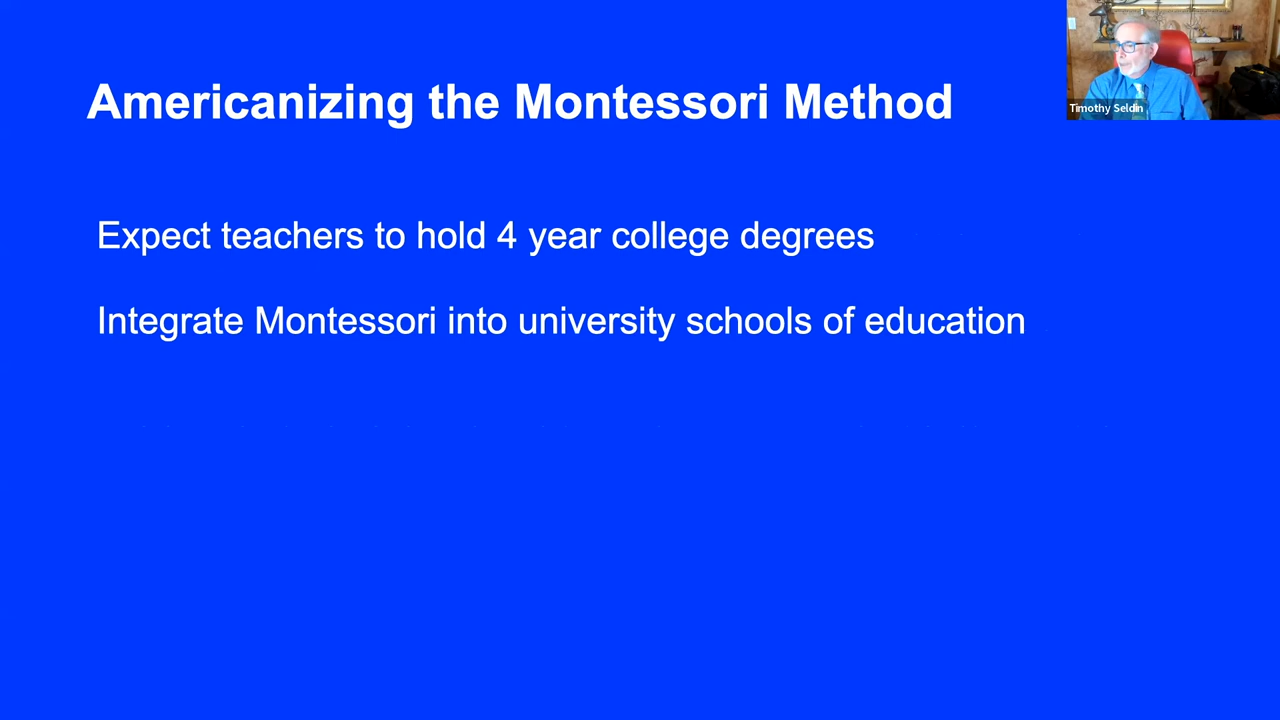 Americanizing the Montessori Method
Timothy Seldin
Expect teachers to hold 4 year college degrees
Integrate Montessori into university schools of education